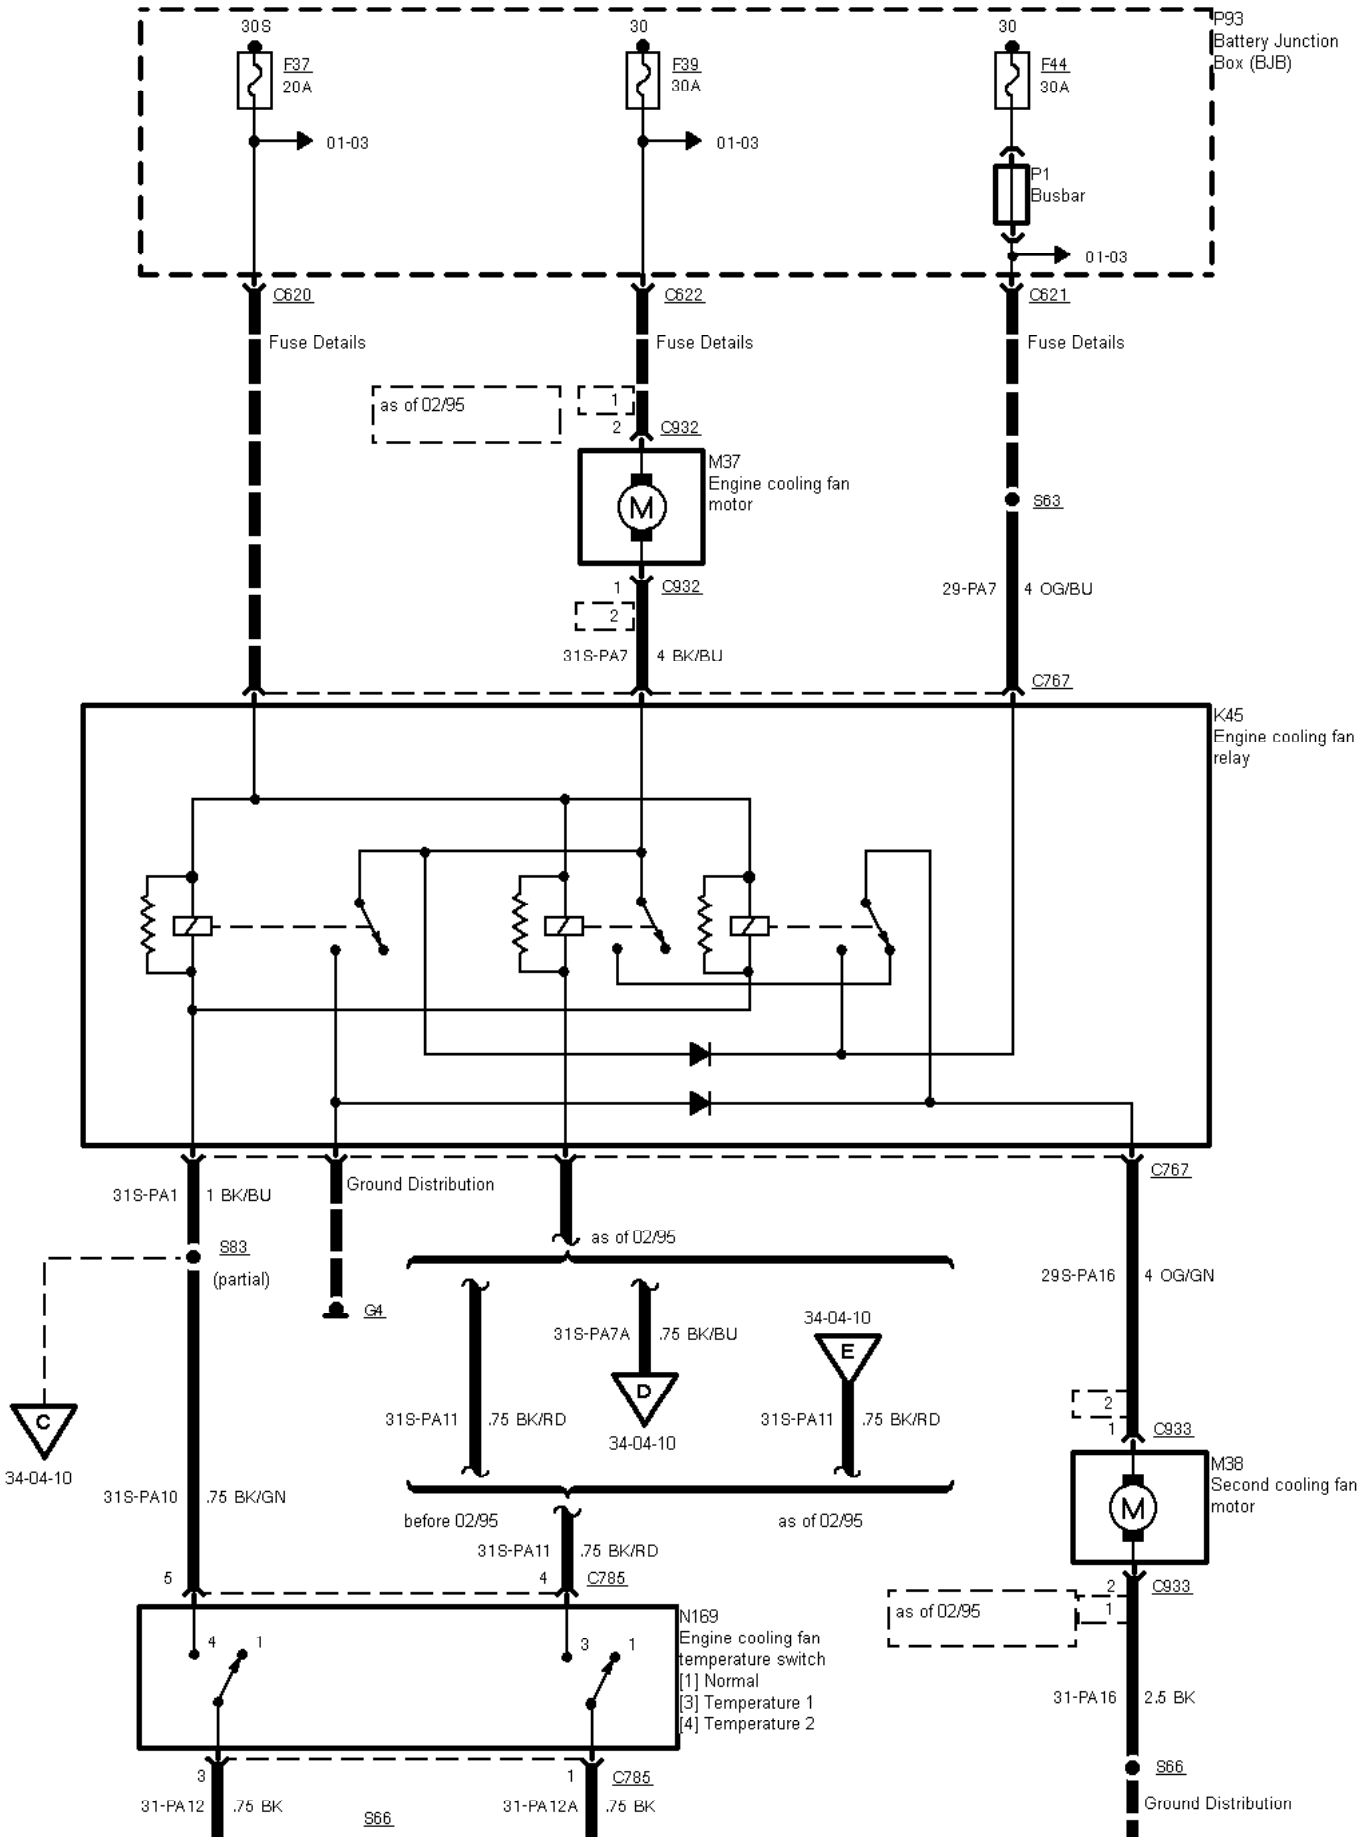 30S
30
30
P93
Battery Junction
Box (BJB)
F37
20A
F39
30A
F44
30A
01-03
01-03
P1
Busbar
01-03
C620
C622
C621
Fuse Details
Fuse Details
Fuse Details
as of 02/95
1
2
C932
M37
Engine cooling fan
motor
M
S63
1
C932
2
29-PA7
4 OG/BU
31S-PA7
4 BK/BU
C767
K45
Engine cooling fan
relay
C767
31S-PA1
1 BK/BU
Ground Distribution
S83
(partial)
as of 02/95
29S-PA16
4 OG/GN
G4
34-04-10
E
31S-PA7A
.75 BK/BU
D
34-04-10
C
34-04-10
31S-PA11
.75 BK/RD
31S-PA11
.75 BK/RD
2
1
C933
M38
Second cooling fan
motor
M
31S-PA10
.75 BK/GN
before 02/95
as of 02/95
31S-PA11
.75 BK/RD
5
4
C785
2
C933
1
as of 02/95
N169
Engine cooling fan
temperature switch
[1] Normal
[3] Temperature 1
[4] Temperature 2
4
1
3
1
31-PA16
2.5 BK
3
1
C785
S66
31-PA12
.75 BK
S66
31-PA12A
.75 BK
Ground Distribution